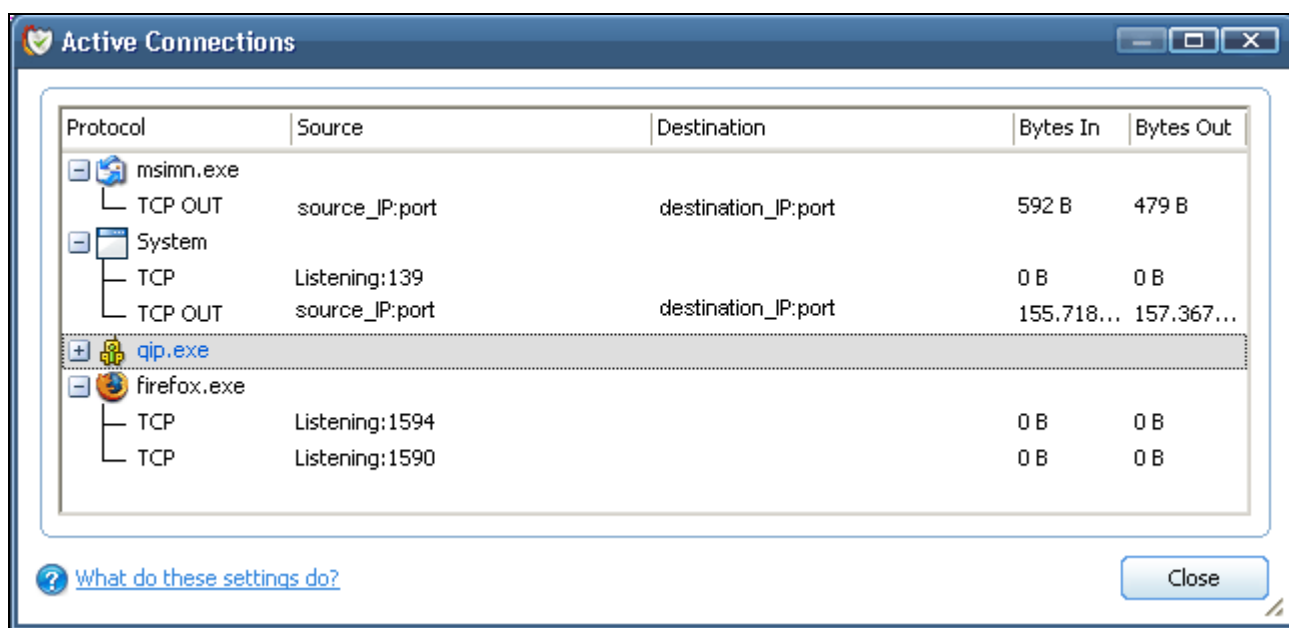 Active Connections
Protocol Source Destination Bytes In Bytes Out
msimn.exe
TCP OUT source_IP:port destination_IP:port 592 B 479 B
System
TCP Listening:139 0 B 0 B
TCP OUT source_IP:port destination_IP:port 155.718... 157.367...
qip.exe
firefox.exe
TCP Listening:1594 0 B 0 B
TCP Listening:1590 0 B 0 B
What do these settings do?
Close